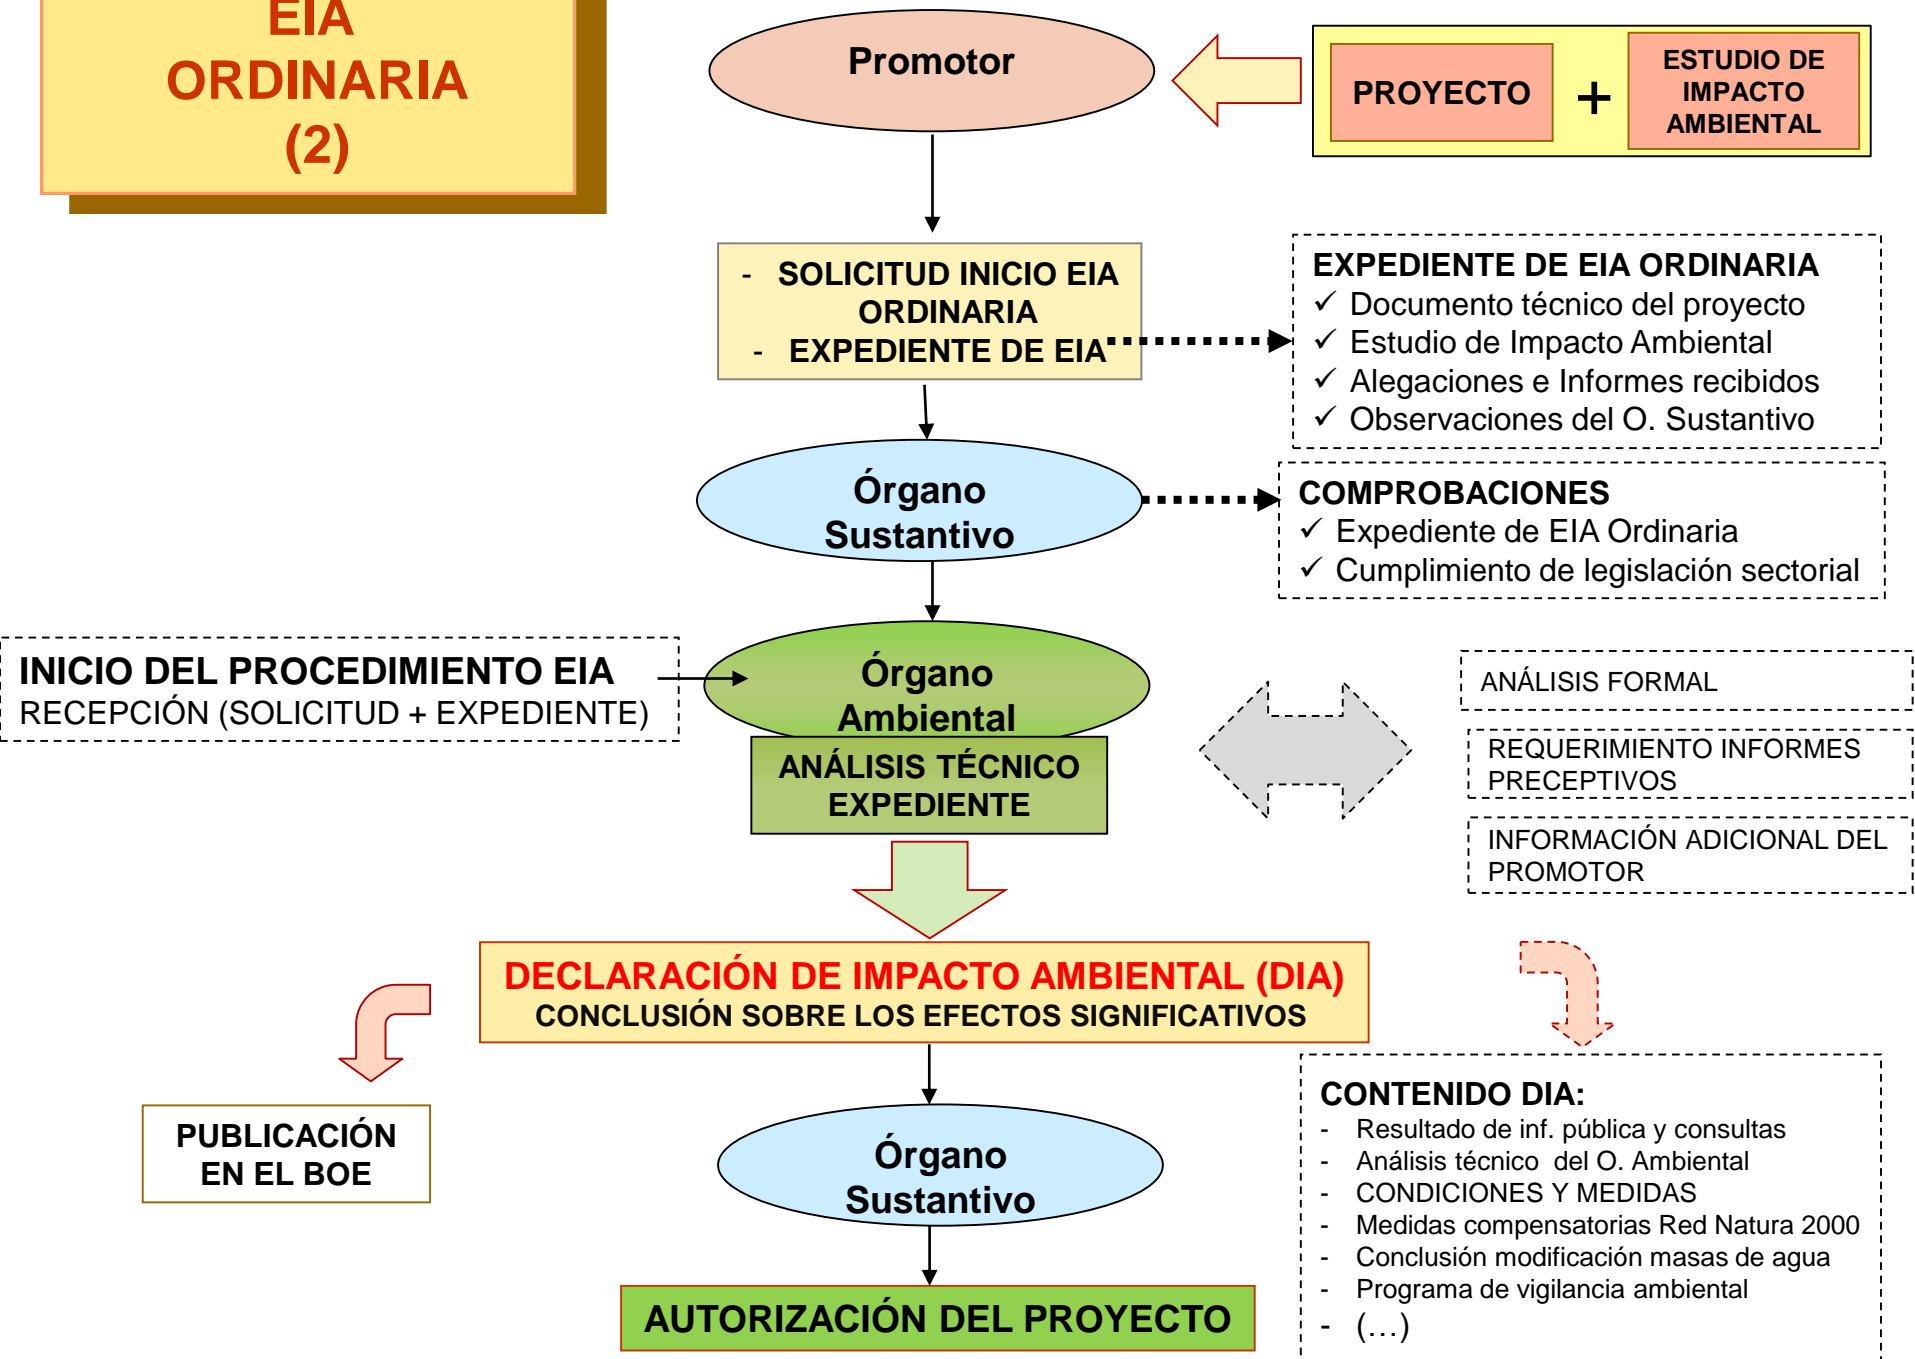 EIA
ORDINARIA
(2)
Promotor
PROYECTO
+
ESTUDIO DE
IMPACTO
AMBIENTAL
- SOLICITUD INICIO EIA
ORDINARIA
- EXPEDIENTE DE EIA
EXPEDIENTE DE EIA ORDINARIA
✓ Documento técnico del proyecto
✓ Estudio de Impacto Ambiental
✓ Alegaciones e Informes recibidos
✓ Observaciones del O. Sustantivo
Órgano
Sustantivo
COMPROBACIONES
✓ Expediente de EIA Ordinaria
✓ Cumplimiento de legislación sectorial
INICIO DEL PROCEDIMIENTO EIA
RECEPCIÓN (SOLICITUD + EXPEDIENTE)
Órgano
Ambiental
ANÁLISIS TÉCNICO
EXPEDIENTE
ANÁLISIS FORMAL
REQUERIMIENTO INFORMES
PRECEPTIVOS
INFORMACIÓN ADICIONAL DEL
PROMOTOR
DECLARACIÓN DE IMPACTO AMBIENTAL (DIA)
CONCLUSIÓN SOBRE LOS EFECTOS SIGNIFICATIVOS
PUBLICACIÓN
EN EL BOE
Órgano
Sustantivo
AUTORIZACIÓN DEL PROYECTO
CONTENIDO DIA:
- Resultado de inf. pública y consultas
- Análisis técnico del O. Ambiental
- CONDICIONES Y MEDIDAS
- Medidas compensatorias Red Natura 2000
- Conclusión modificación masas de agua
- Programa de vigilancia ambiental
- (…)